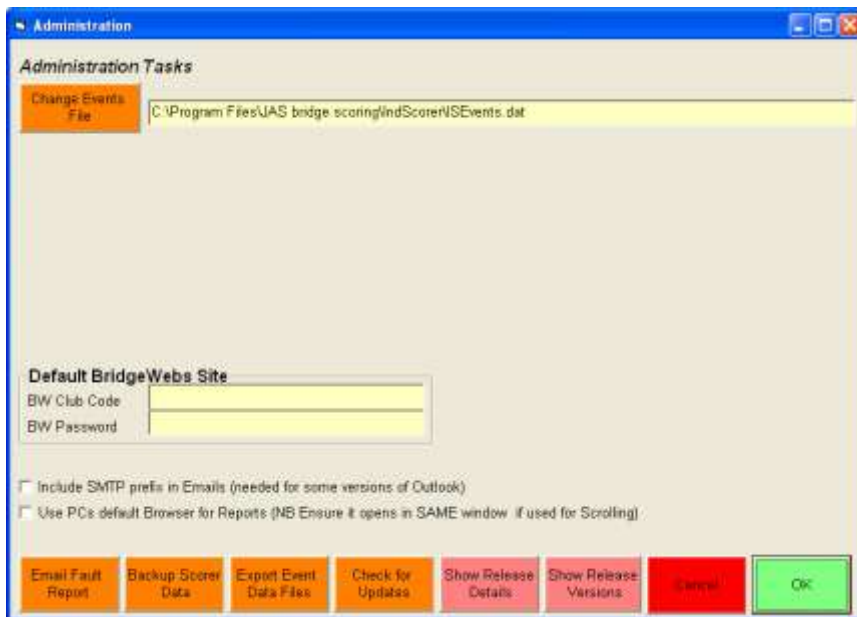 Administration
Administration Tasks
Change Events
File
C:\Program Files\JAS bridge scoring\IndScorer\ISEvents.dat
Default BridgeWebs Site
BW Club Code
BW Password
Include SMTP prefix in Emails (needed for some versions of Outlook)
Use PCs default Browser for Reports (NB Ensure it opens in SAME window if used for Scrolling)
Email Fault
Report
Backup Scorer
Data
Export Event
Data Files
Check for
Updates
Show Release
Details
Show Release
Versions
Cancel
OK